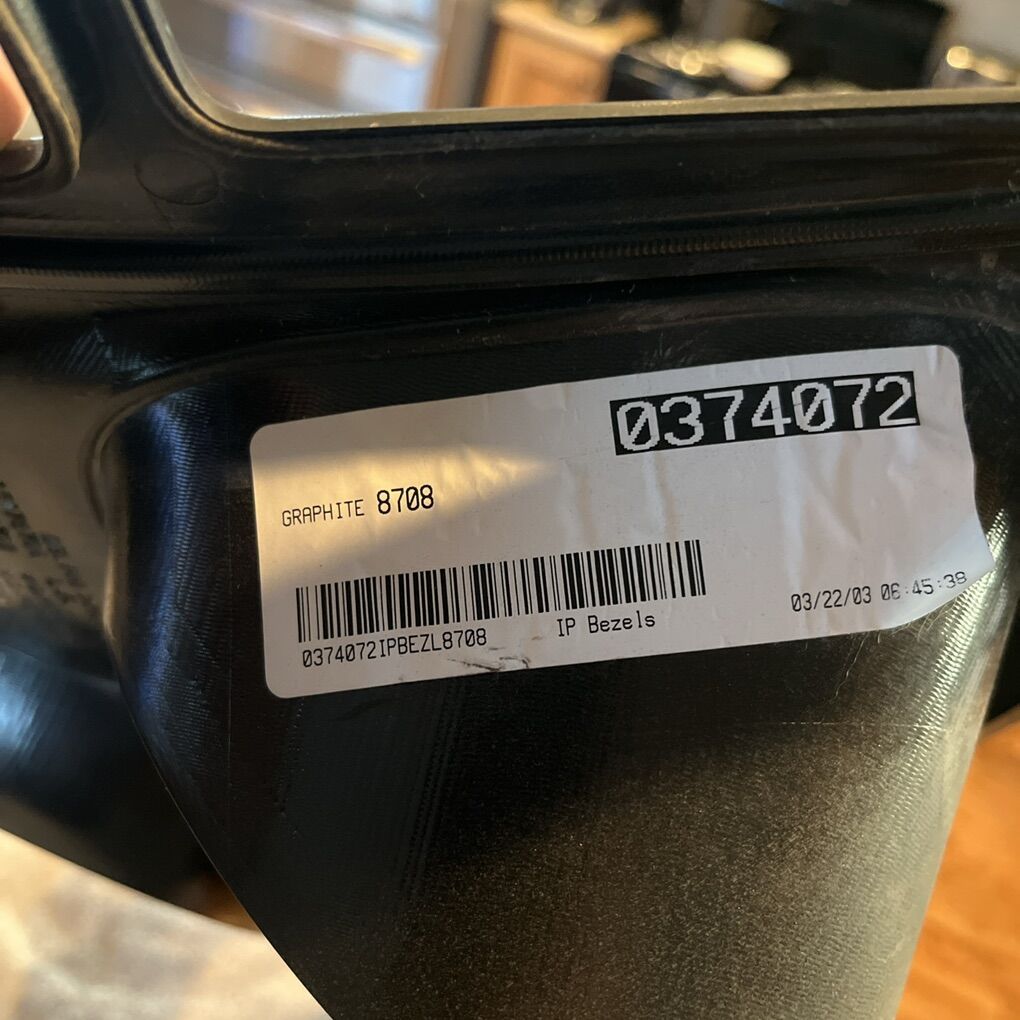 0374072
GRAPHITE 8708
0374072IPBEZL8708
IP Bezels
03/22/03 06:45:38